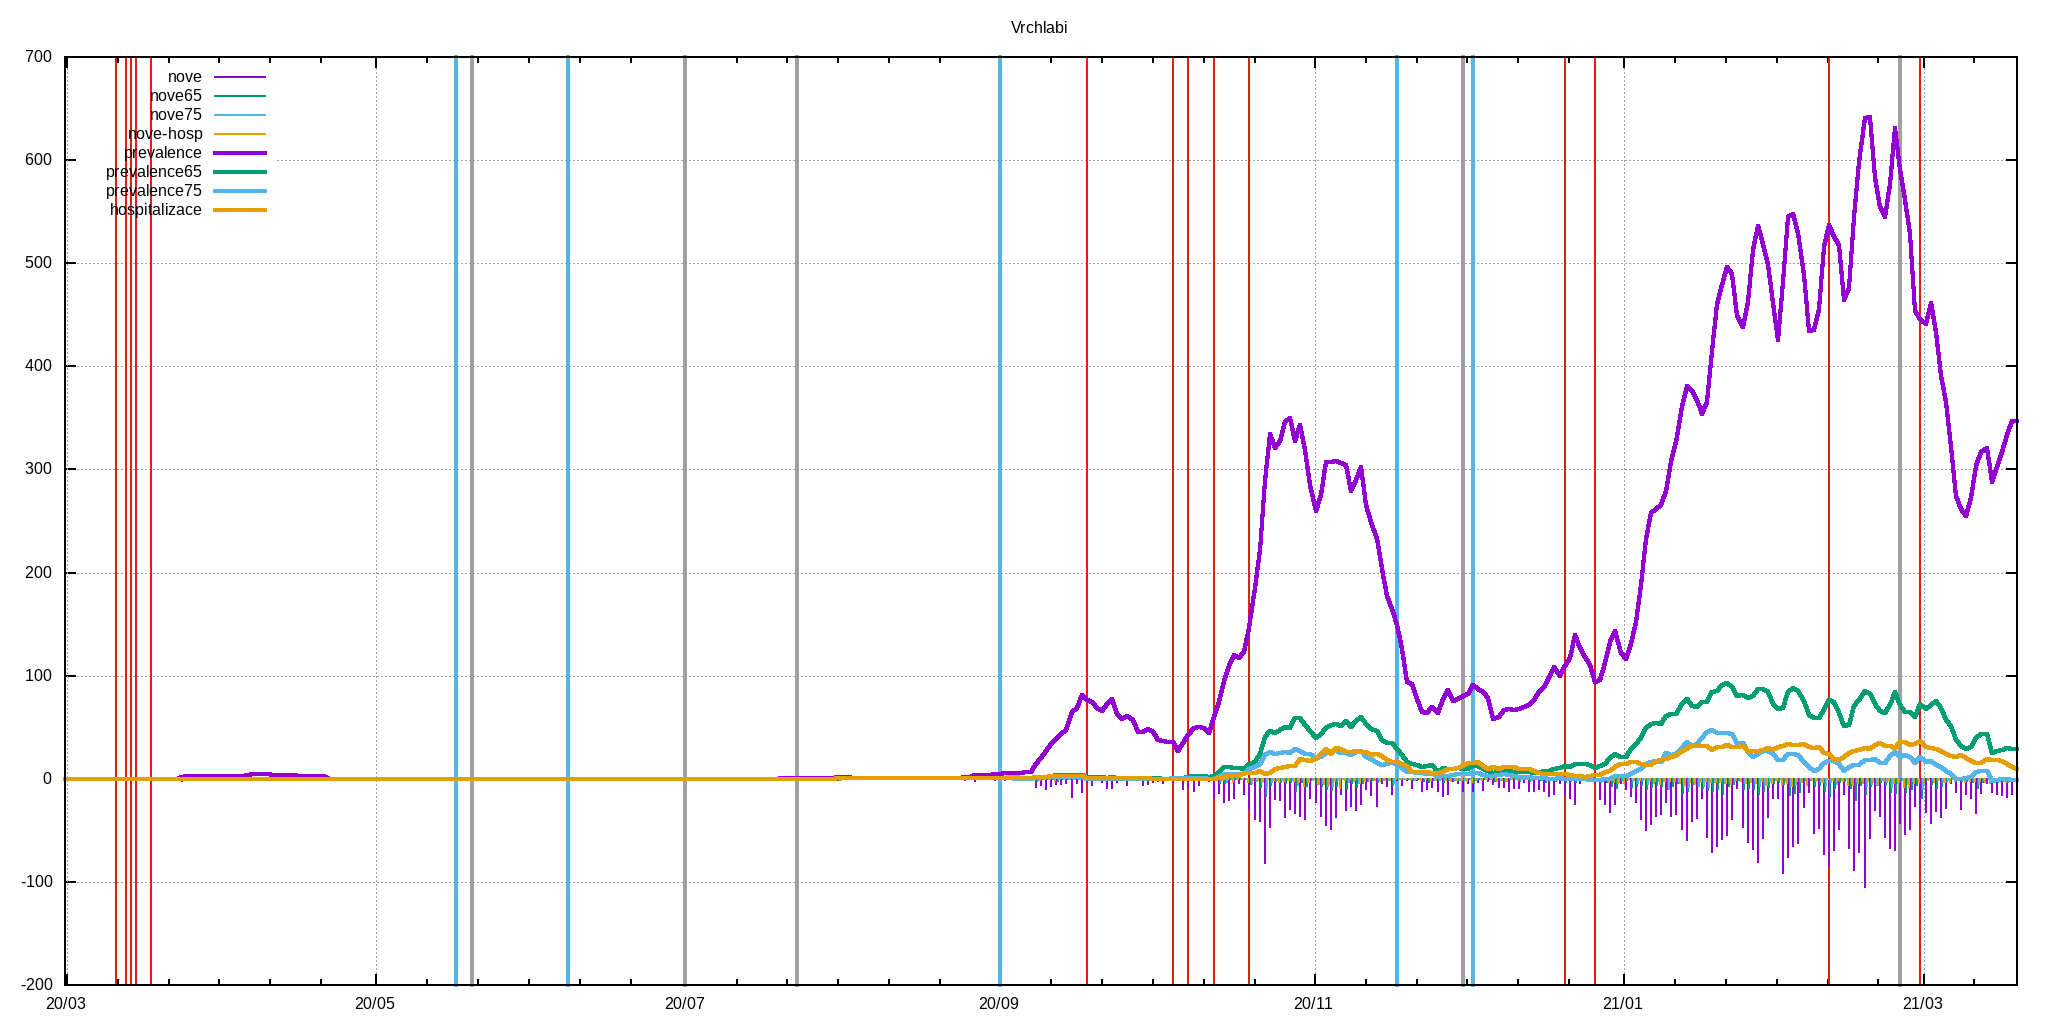 Vrchlabi
700
600
500
400
300
200
100
0
-100
-200
nove
nove65
nove75
nove-hosp
prevalence
prevalence65
prevalence75
hospitalizace
20/03
20/05
20/07
20/09
20/11
21/01
21/03